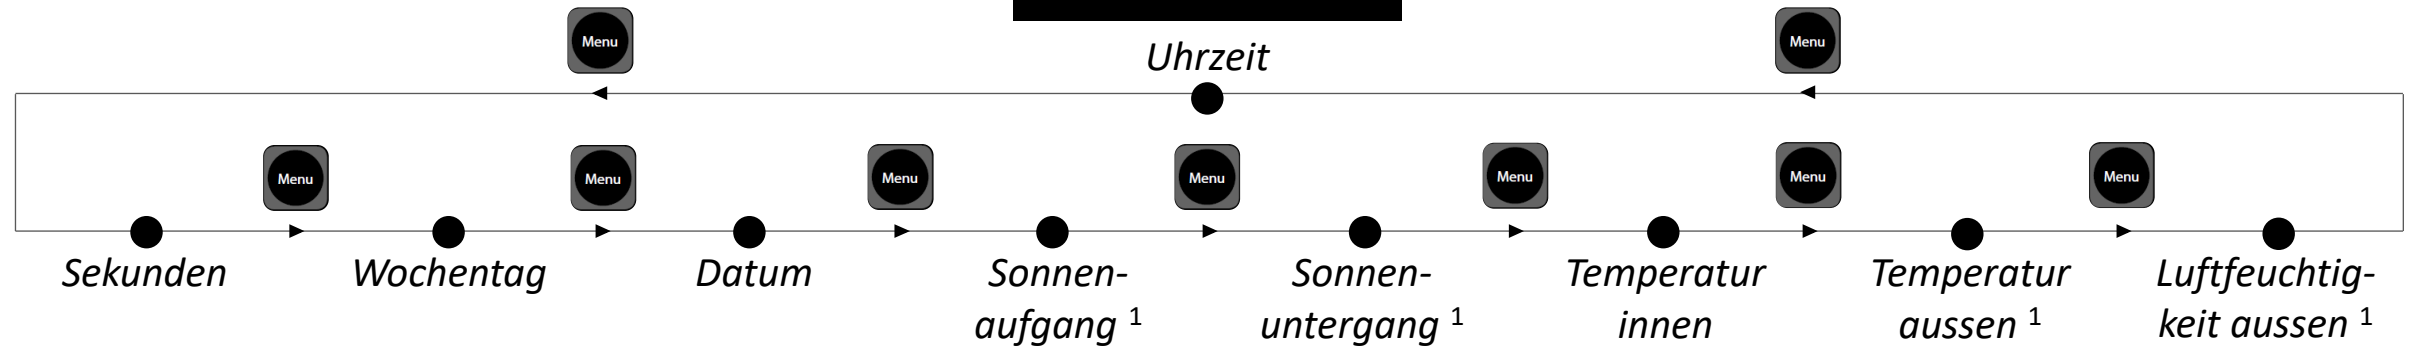 Menu
Menu
Uhrzeit
Menu
Menu
Menu
Menu
Menu
Menu
Menu
Sekunden
Wochentag
Datum
Sonnen-
aufgang ¹
Sonnen-
untergang ¹
Temperatur
innen
Temperatur
aussen ¹
Luftfeuchtig-
keit aussen ¹